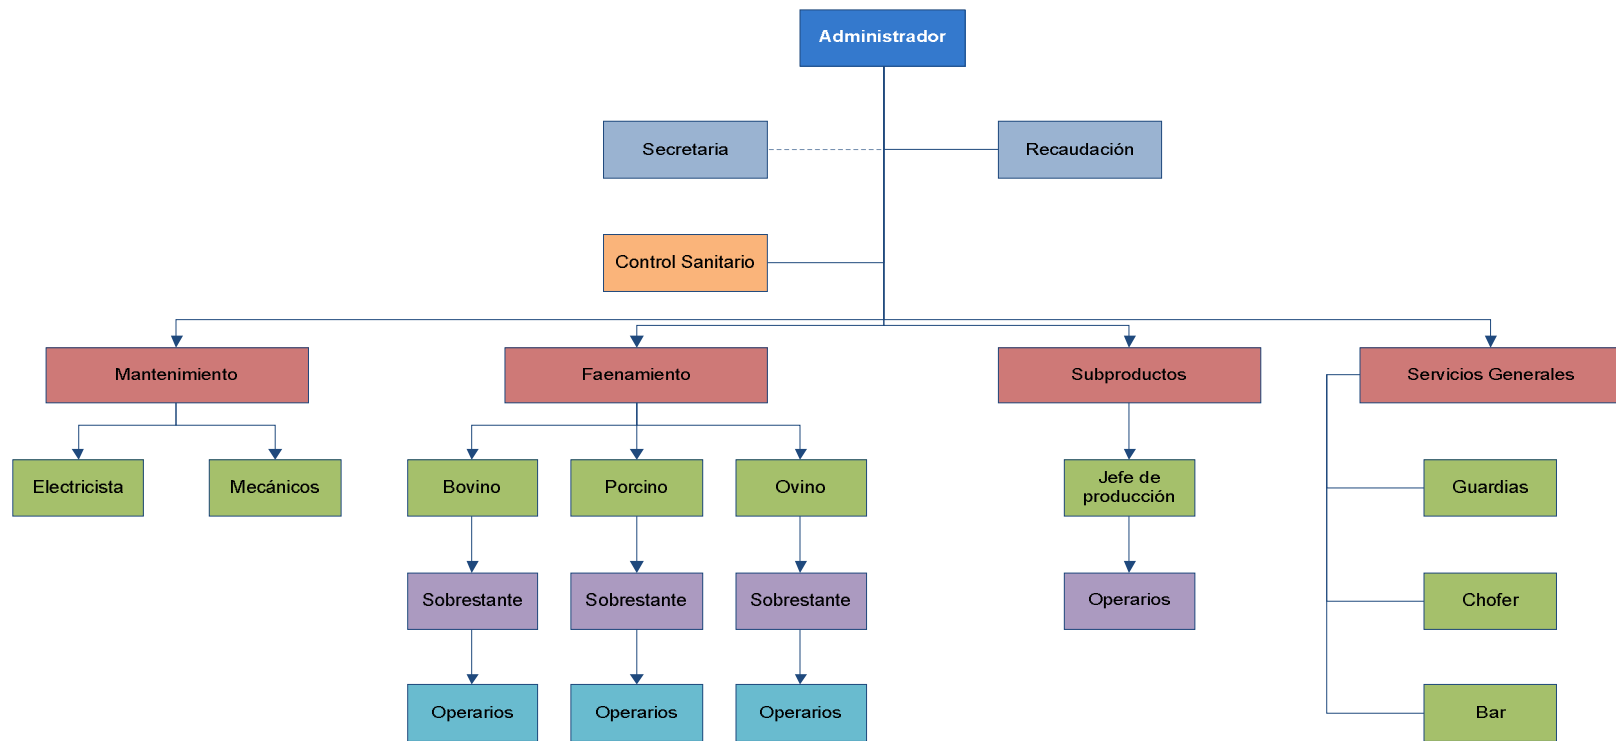 Administrador
Secretaria
Recaudación
Control Sanitario
Mantenimiento
Faenamiento
Subproductos
Servicios Generales
Electricista
Mecánicos
Bovino
Porcino
Ovino
Jefe de
producción
Guardias
Sobrestante
Sobrestante
Sobrestante
Operarios
Chofer
Operarios
Operarios
Operarios
Bar